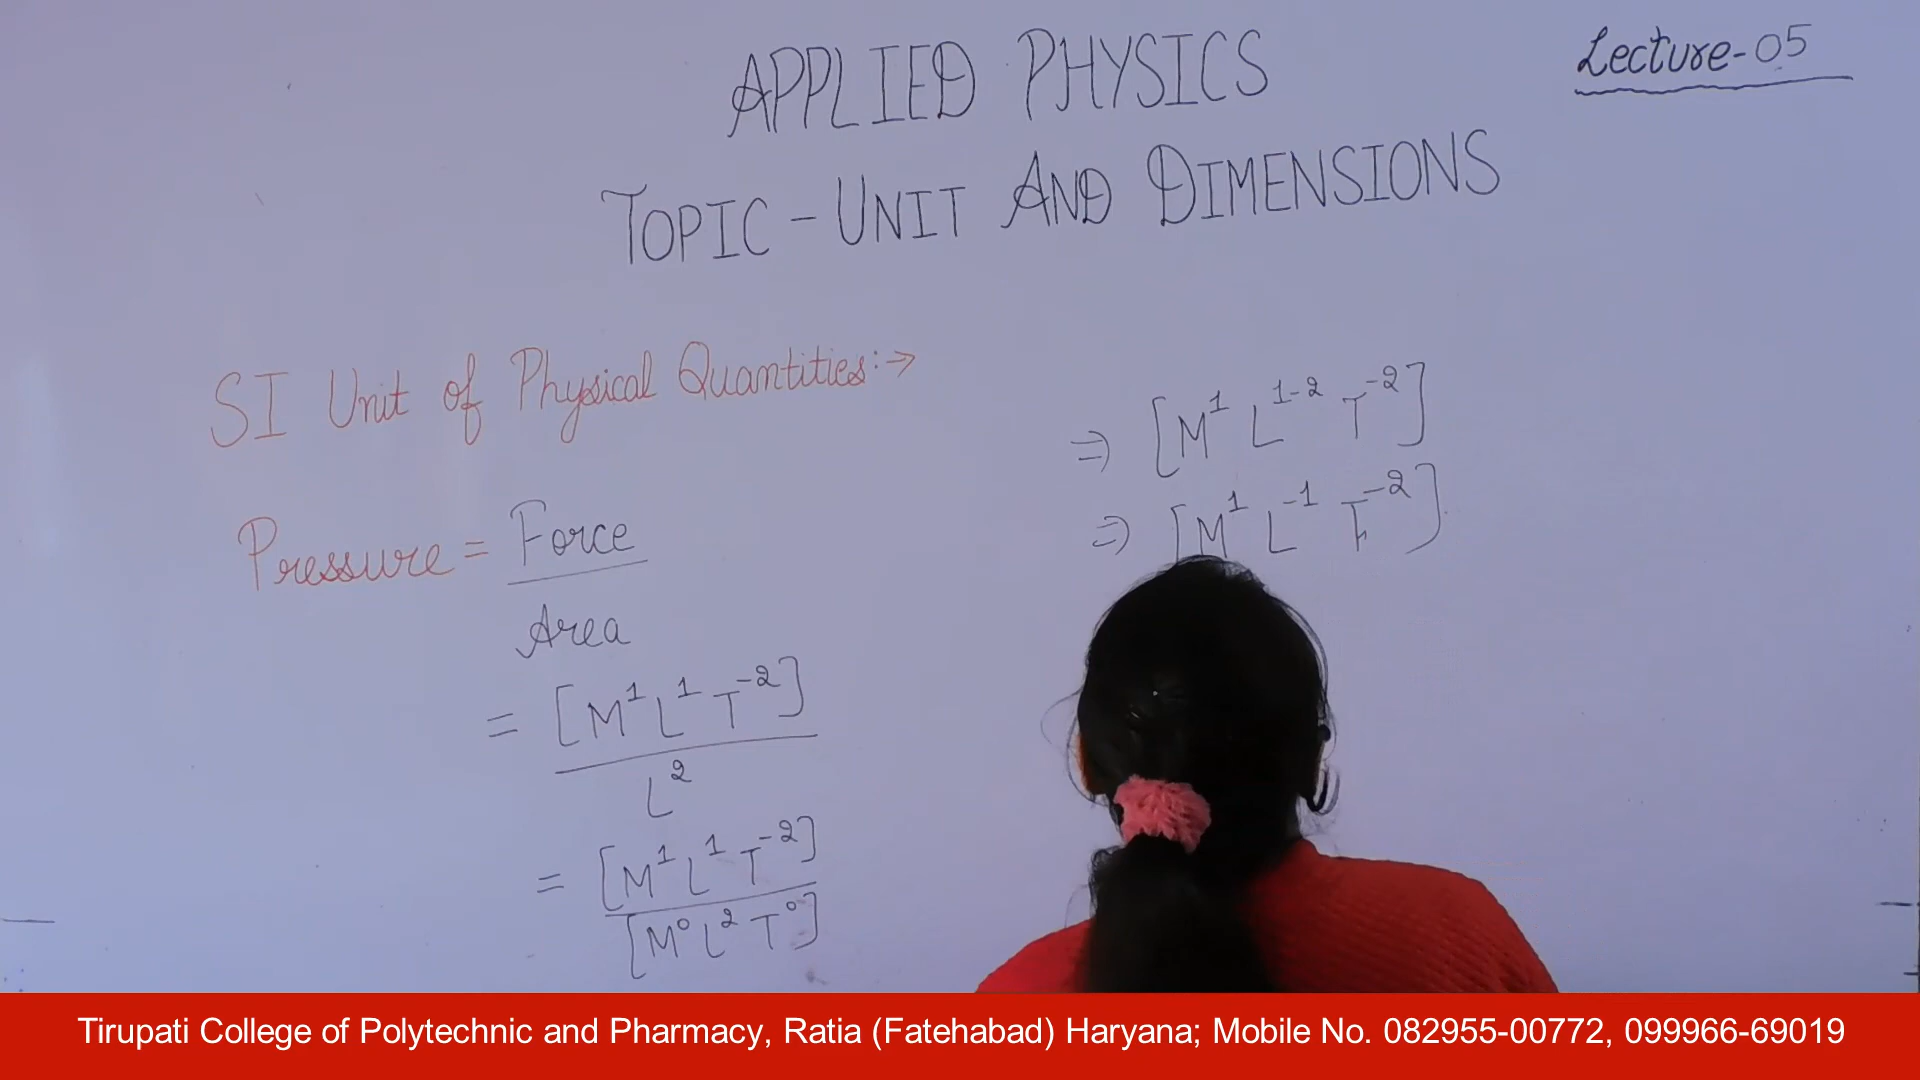 APPLIED PHYSICS
Lecture-05
TOPIC - UNIT AND DIMENSIONS
SI Unit of Physical Quantities:→
Pressure = Force
Area
= [M¹ L¹ T⁻²]
L²
= [M¹ L¹ T⁻²]
[M⁰ L² T⁰]
⇒ [M¹ L¹⁻² T⁻²]
⇒ [M¹ L⁻¹ T⁻²]
Tirupati College of Polytechnic and Pharmacy, Ratia (Fatehabad) Haryana; Mobile No. 082955-00772, 099966-69019